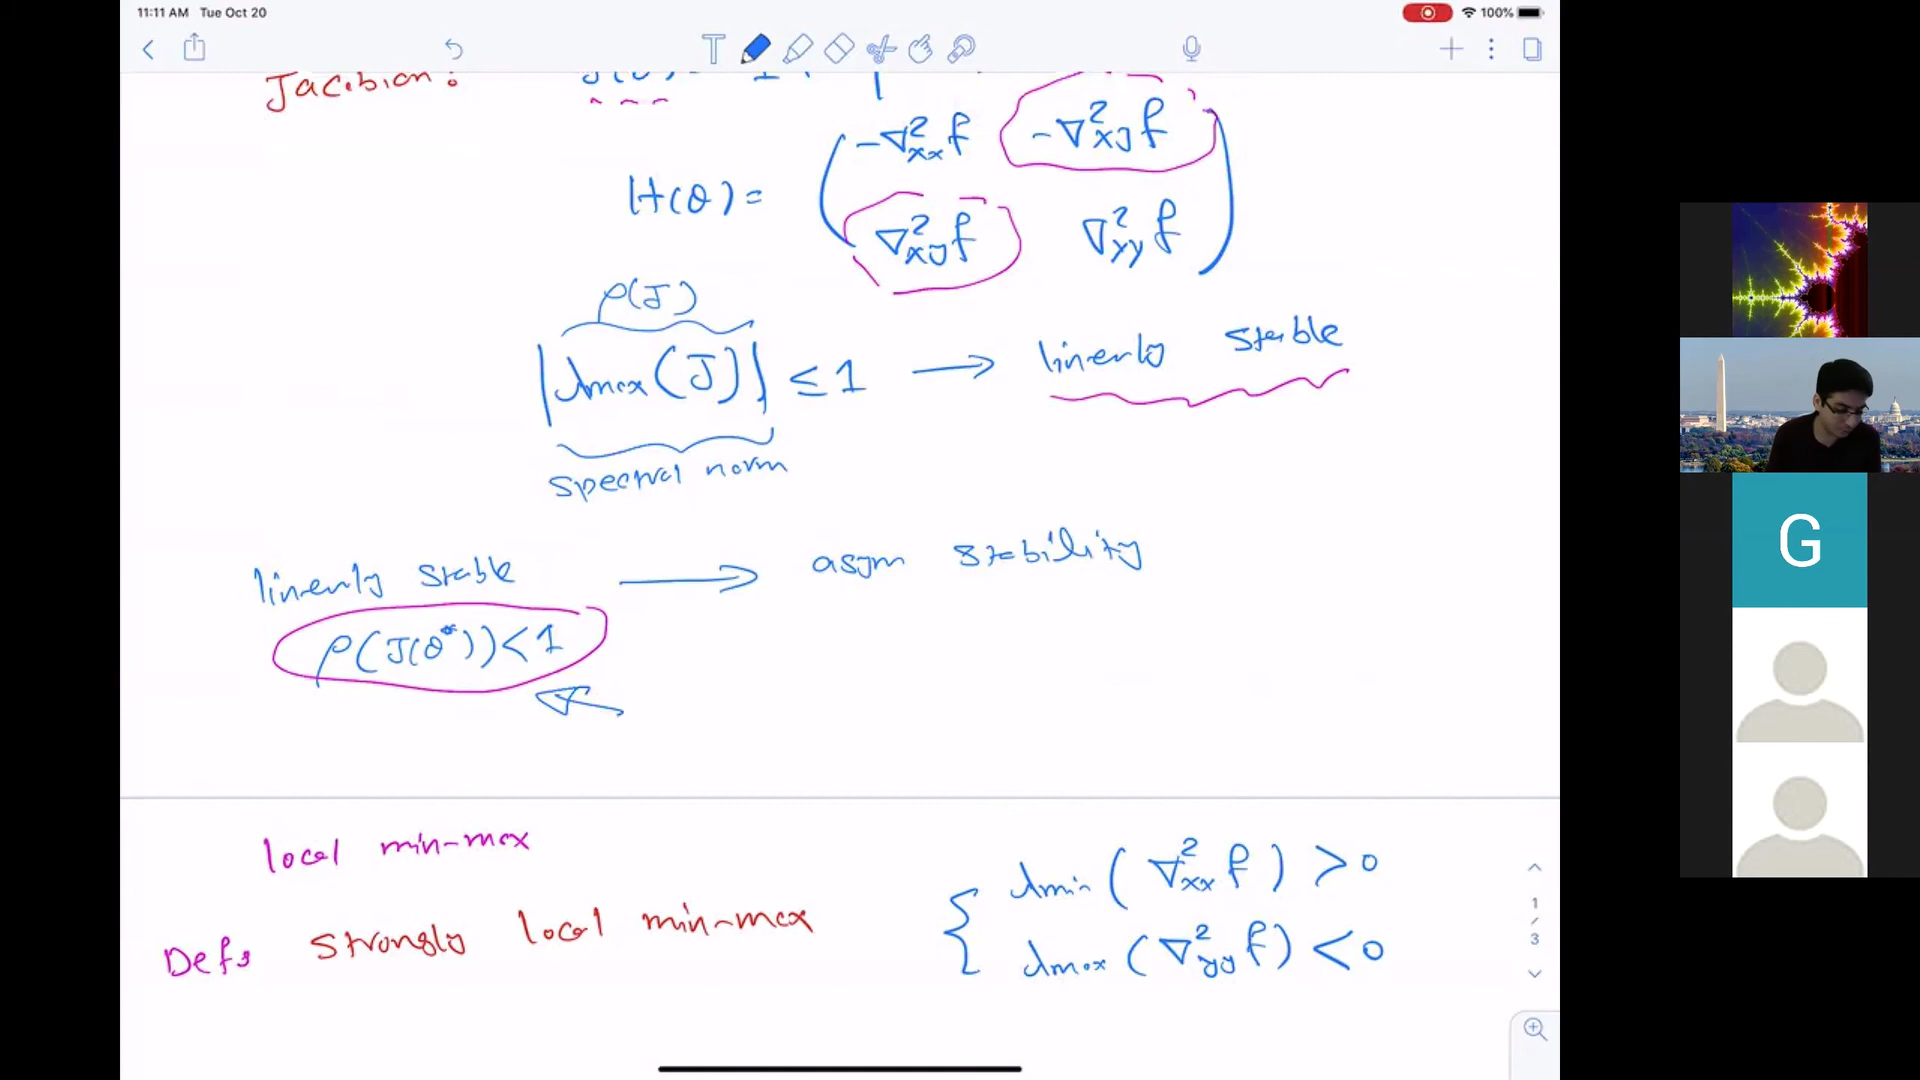 11:11 AM Tue Oct 20
100%
Jacobian:
H(θ) = ( -∇²xx f   -∇²xy f
∇²xy f   ∇²yy f )
ρ(J)
|λmax(J)| ≤ 1 → linearly stable
spectral norm
linearly stable → asym stability
ρ(J(θ*)) < 1
local min-max
λmin(∇²xx f) > 0
Def: Strongly local min-max
λmax(∇²yy f) < 0
1
/
3
G